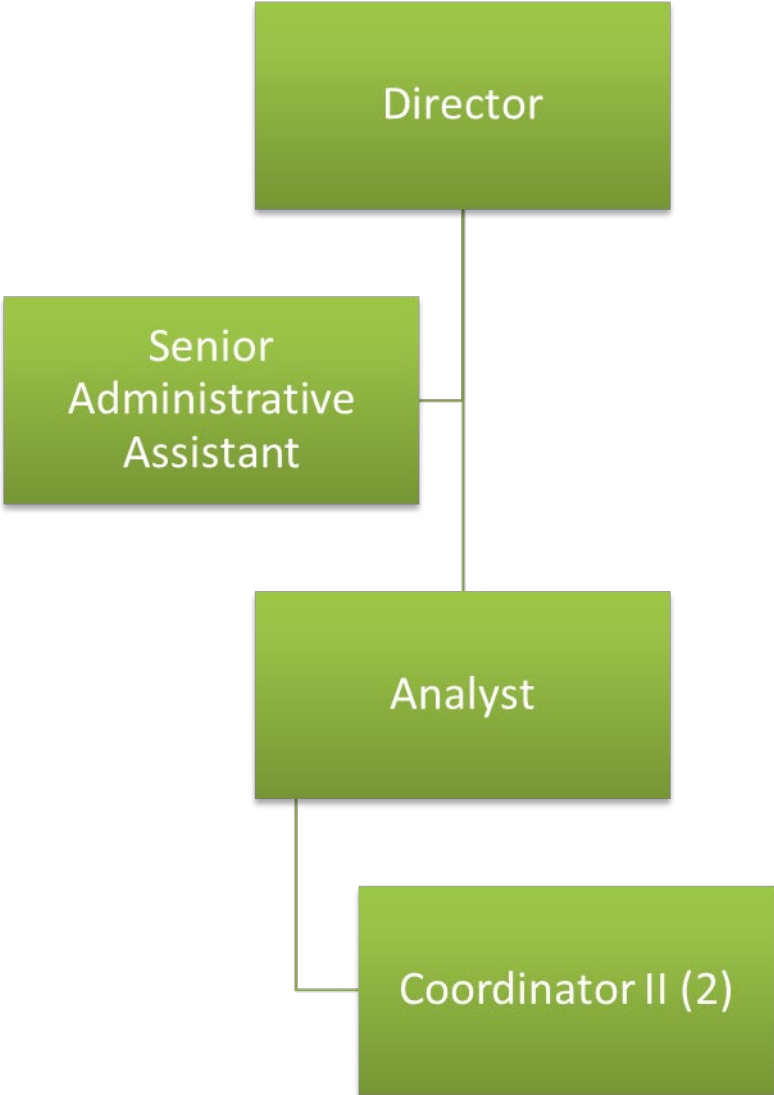 Director
Senior
Administrative
Assistant
Analyst
Coordinator II (2)